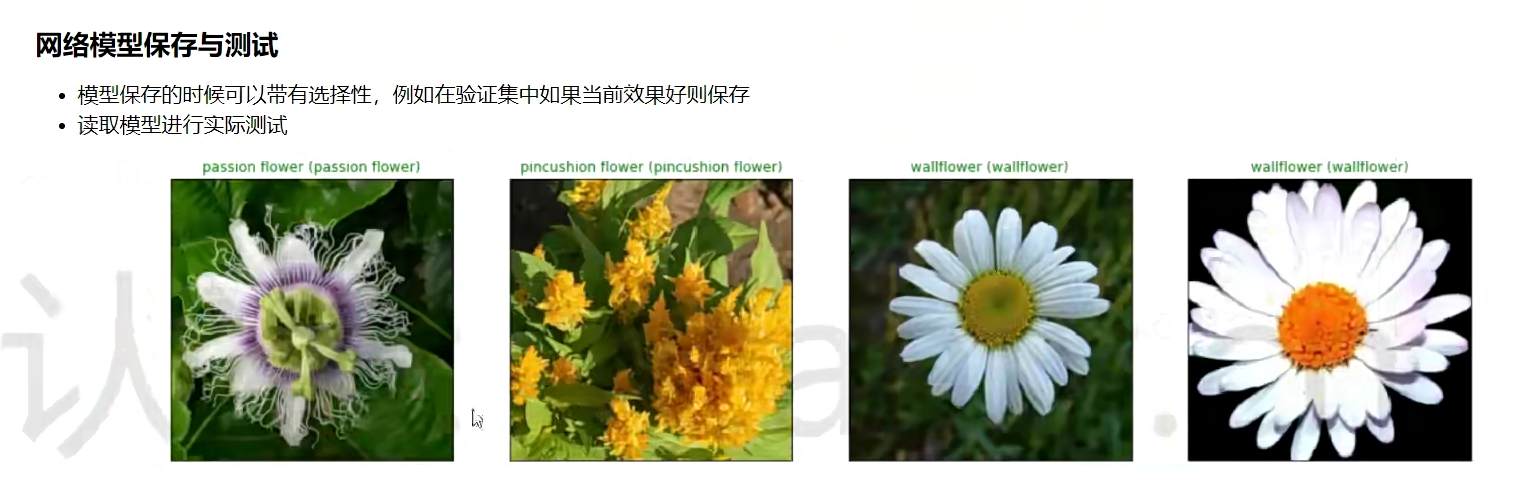 网络模型保存与测试
模型保存的时候可以带有选择性，例如在验证集中如果当前效果好则保存
读取模型进行实际测试
passion flower (passion flower)
pincushion flower (pincushion flower)
wallflower (wallflower)
wallflower (wallflower)